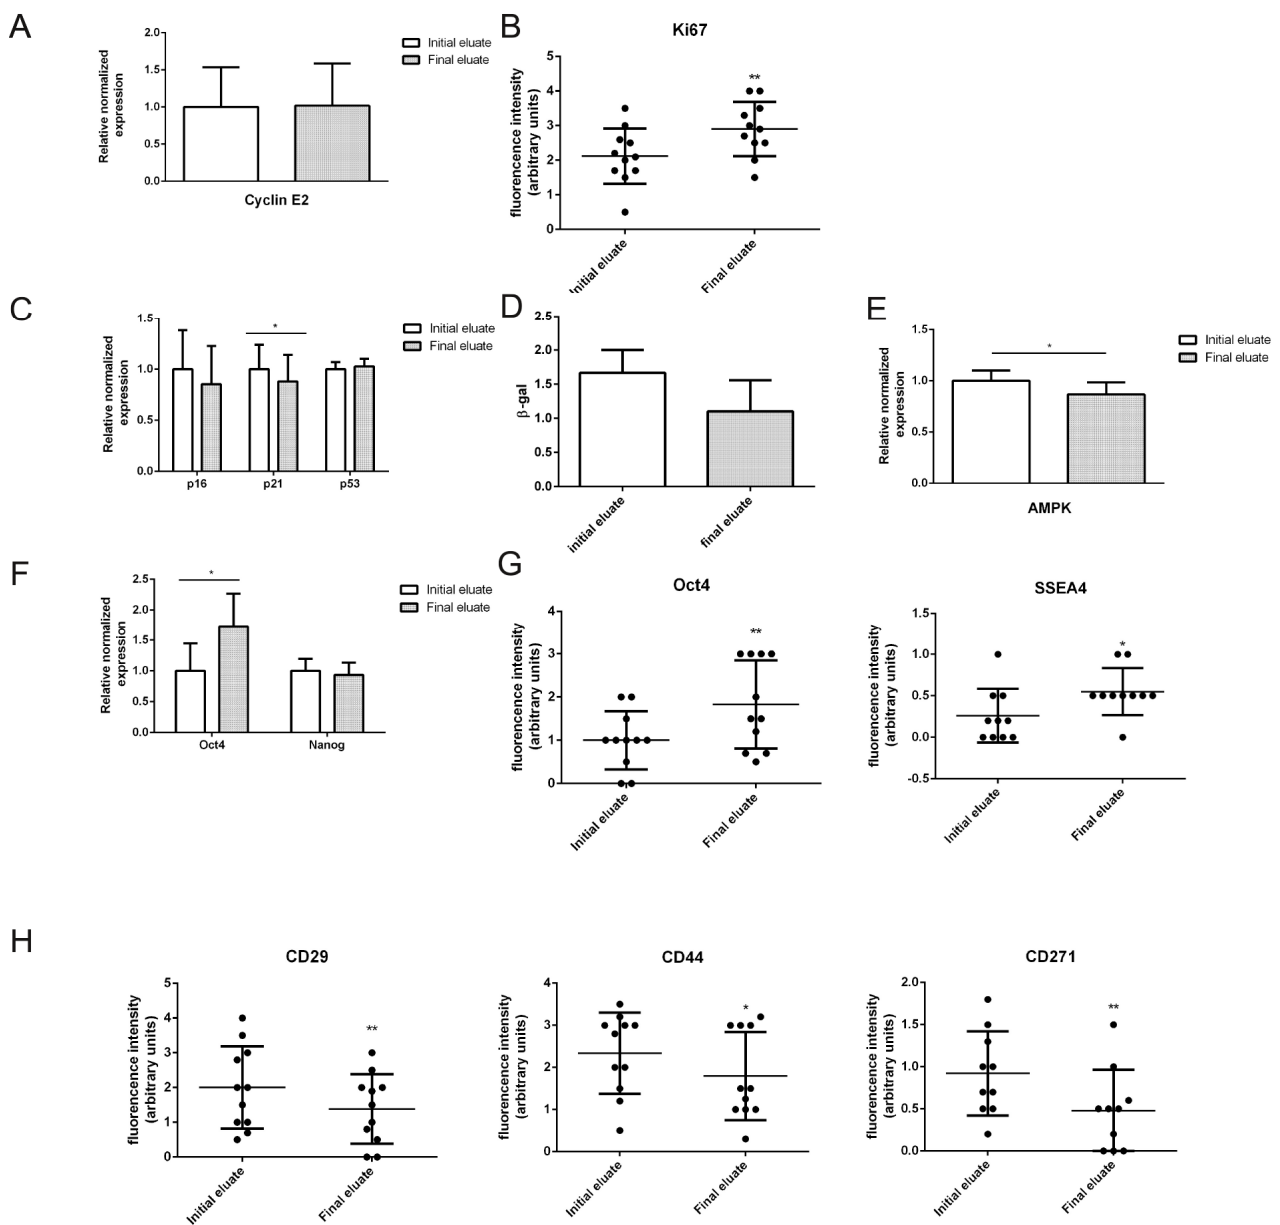 A
Relative normalized
expression
2.0
1.5
1.0
0.5
0.0
Cyclin E2
Initial eluate
Final eluate
B
Ki67
fluorencence intensity
(arbitrary units)
5
4
3
2
1
0
**
Initial eluate
Final eluate
C
Relative normalized
expression
1.5
1.0
0.5
0.0
*
p16
p21
p53
Initial eluate
Final eluate
D
β-gal
2.5
2.0
1.5
1.0
0.5
0.0
initial eluate
final eluate
E
Relative normalized
expression
1.5
1.0
0.5
0.0
*
AMPK
Initial eluate
Final eluate
F
Relative normalized
expression
2.5
2.0
1.5
1.0
0.5
0.0
*
Oct4
Nanog
Initial eluate
Final eluate
G
Oct4
fluorencence intensity
(arbitrary units)
4
3
2
1
0
**
Initial eluate
Final eluate
SSEA4
fluorencence intensity
(arbitrary units)
1.5
1.0
0.5
0.0
-0.5
*
Initial eluate
Final eluate
H
CD29
fluorencence intensity
(arbitrary units)
5
4
3
2
1
0
**
Initial eluate
Final eluate
CD44
fluorencence intensity
(arbitrary units)
4
3
2
1
0
*
Initial eluate
Final eluate
CD271
fluorencence intensity
(arbitrary units)
2.0
1.5
1.0
0.5
0.0
**
Initial eluate
Final eluate